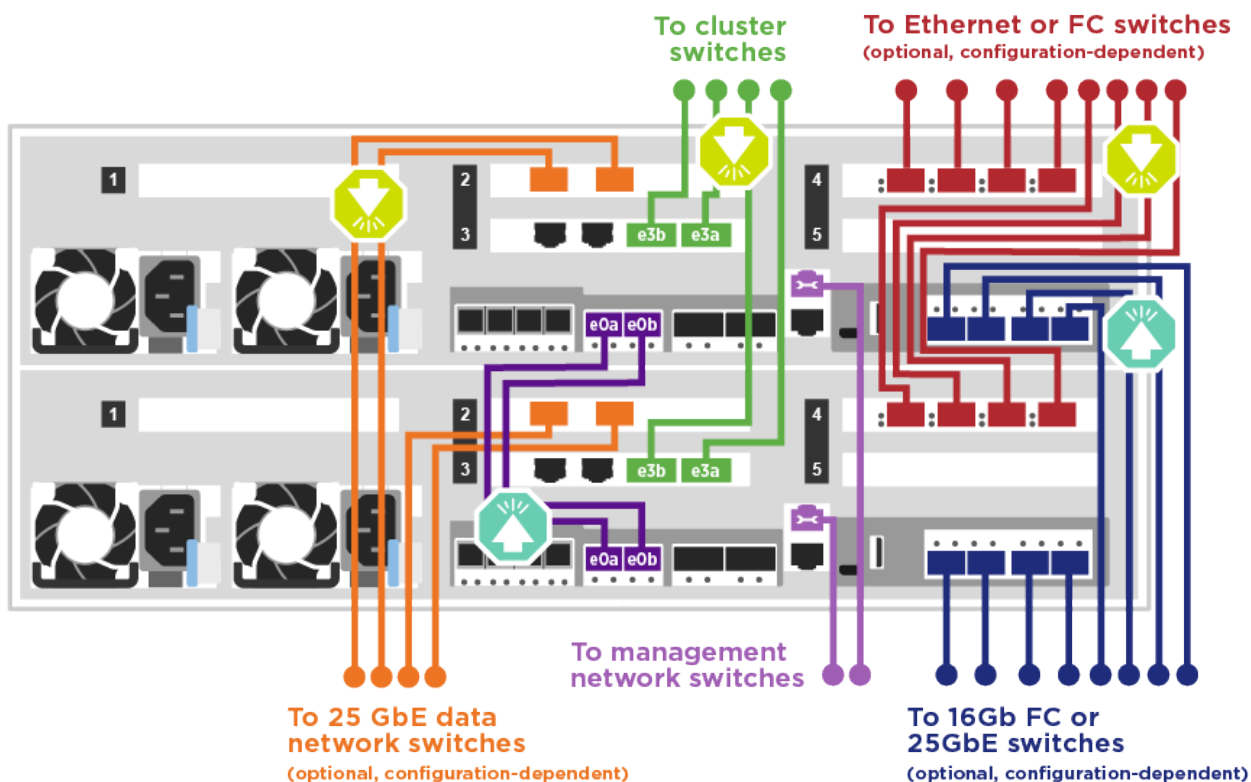 To cluster
switches
To Ethernet or FC switches
(optional, configuration-dependent)
1
2
4
3
e3b
e3a
5
e0a
e0b
1
2
4
3
e3b
e3a
5
e0a
e0b
To management
network switches
To 25 GbE data
network switches
(optional, configuration-dependent)
To 16Gb FC or
25GbE switches
(optional, configuration-dependent)